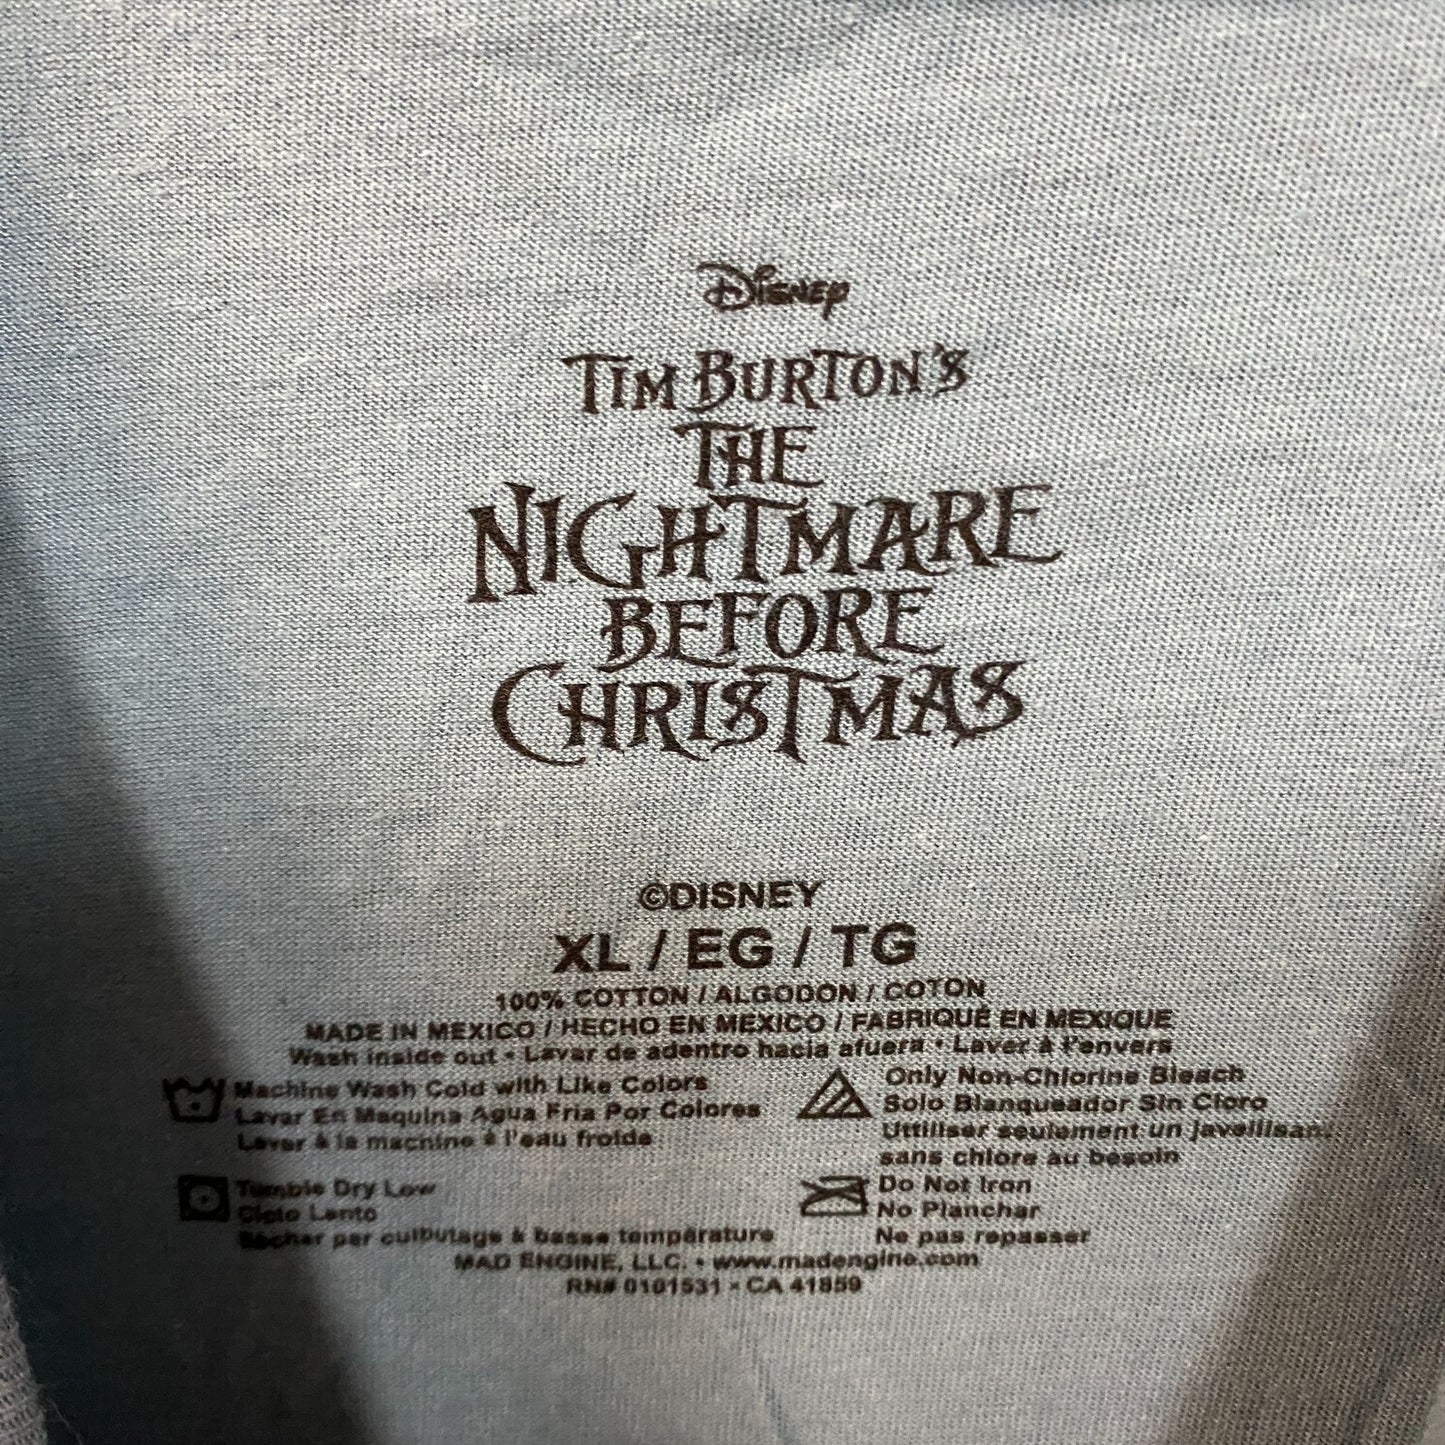 Disney
TIM BURTON'S
THE
NIGHTMARE
BEFORE
CHRISTMAS
©DISNEY
XL / EG / TG
100% COTTON / ALGODON / COTON
MADE IN MEXICO / HECHO EN MEXICO / FABRIQUÉ EN MEXIQUE
Wash inside out • Lavar de adentro hacia afuera • Laver à l'envers
Machine Wash Cold with Like Colors
Lavar En Maquina Agua Fria Por Colores
Laver à la machine à l'eau froide
Only Non-Chlorine Bleach
Solo Blanqueador Sin Cloro
Uttiliser seulement un javellisan
sans chlore au besoin
Tumble Dry Low
Ciclo Lento
Sécher par culbutage à basse température
Do Not Iron
No Planchar
Ne pas repasser
MAD ENGINE, LLC. • www.madengine.com
RN# 0101531 - CA 41859